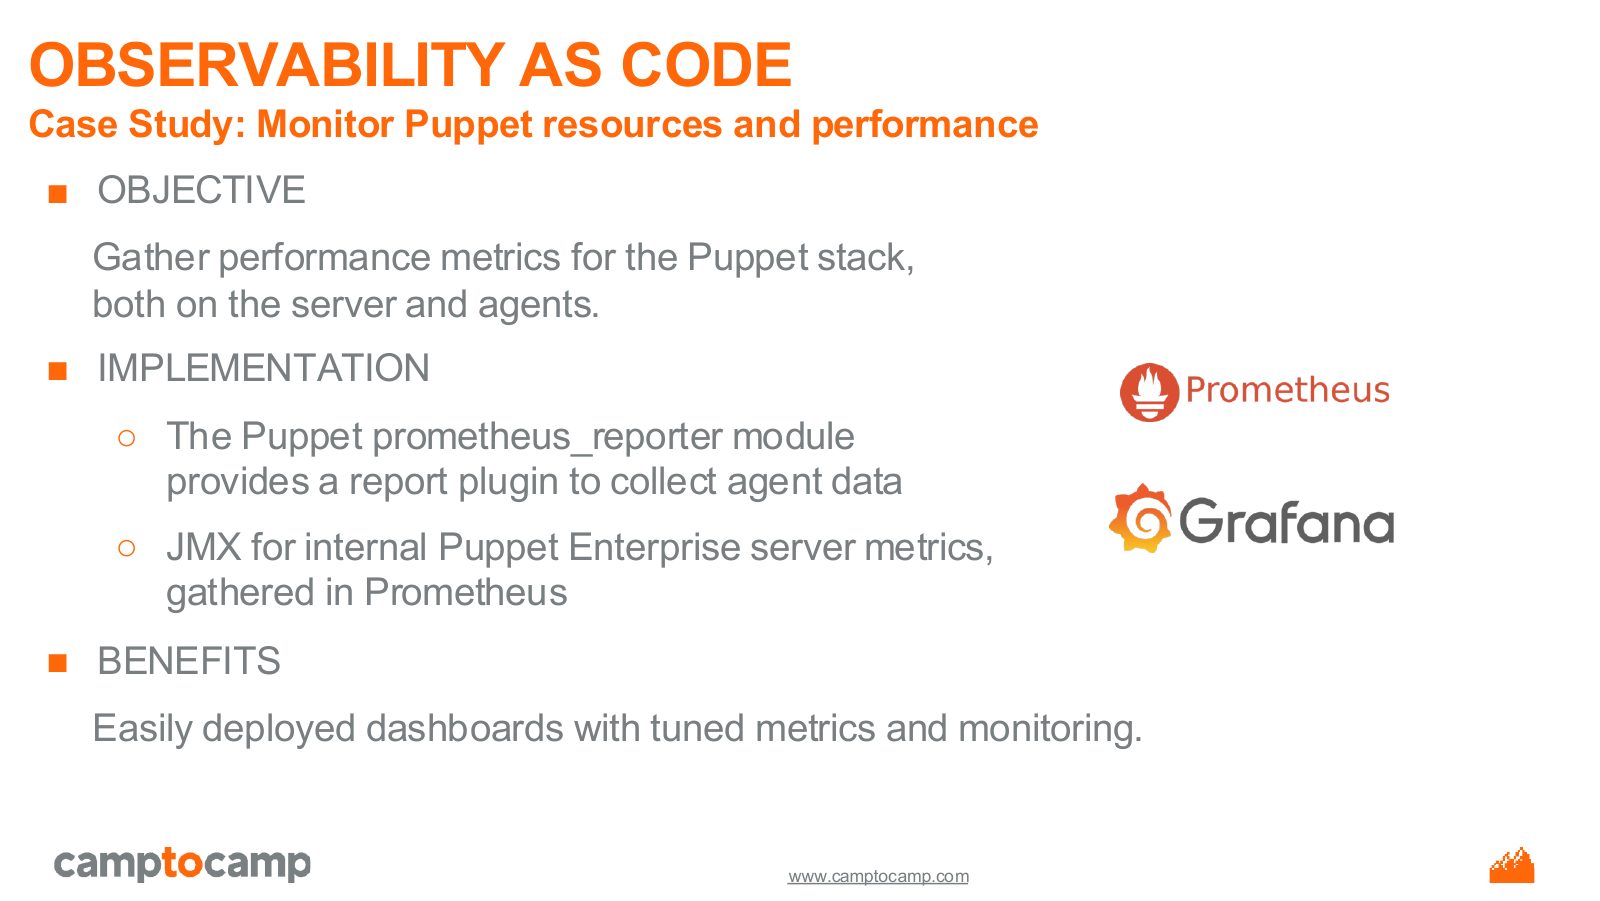 OBSERVABILITY AS CODE
Case Study: Monitor Puppet resources and performance
■ OBJECTIVE
Gather performance metrics for the Puppet stack,
both on the server and agents.
■ IMPLEMENTATION
○ The Puppet prometheus_reporter module
provides a report plugin to collect agent data
○ JMX for internal Puppet Enterprise server metrics,
gathered in Prometheus
■ BENEFITS
Easily deployed dashboards with tuned metrics and monitoring.
Prometheus
Grafana
camptocamp
www.camptocamp.com